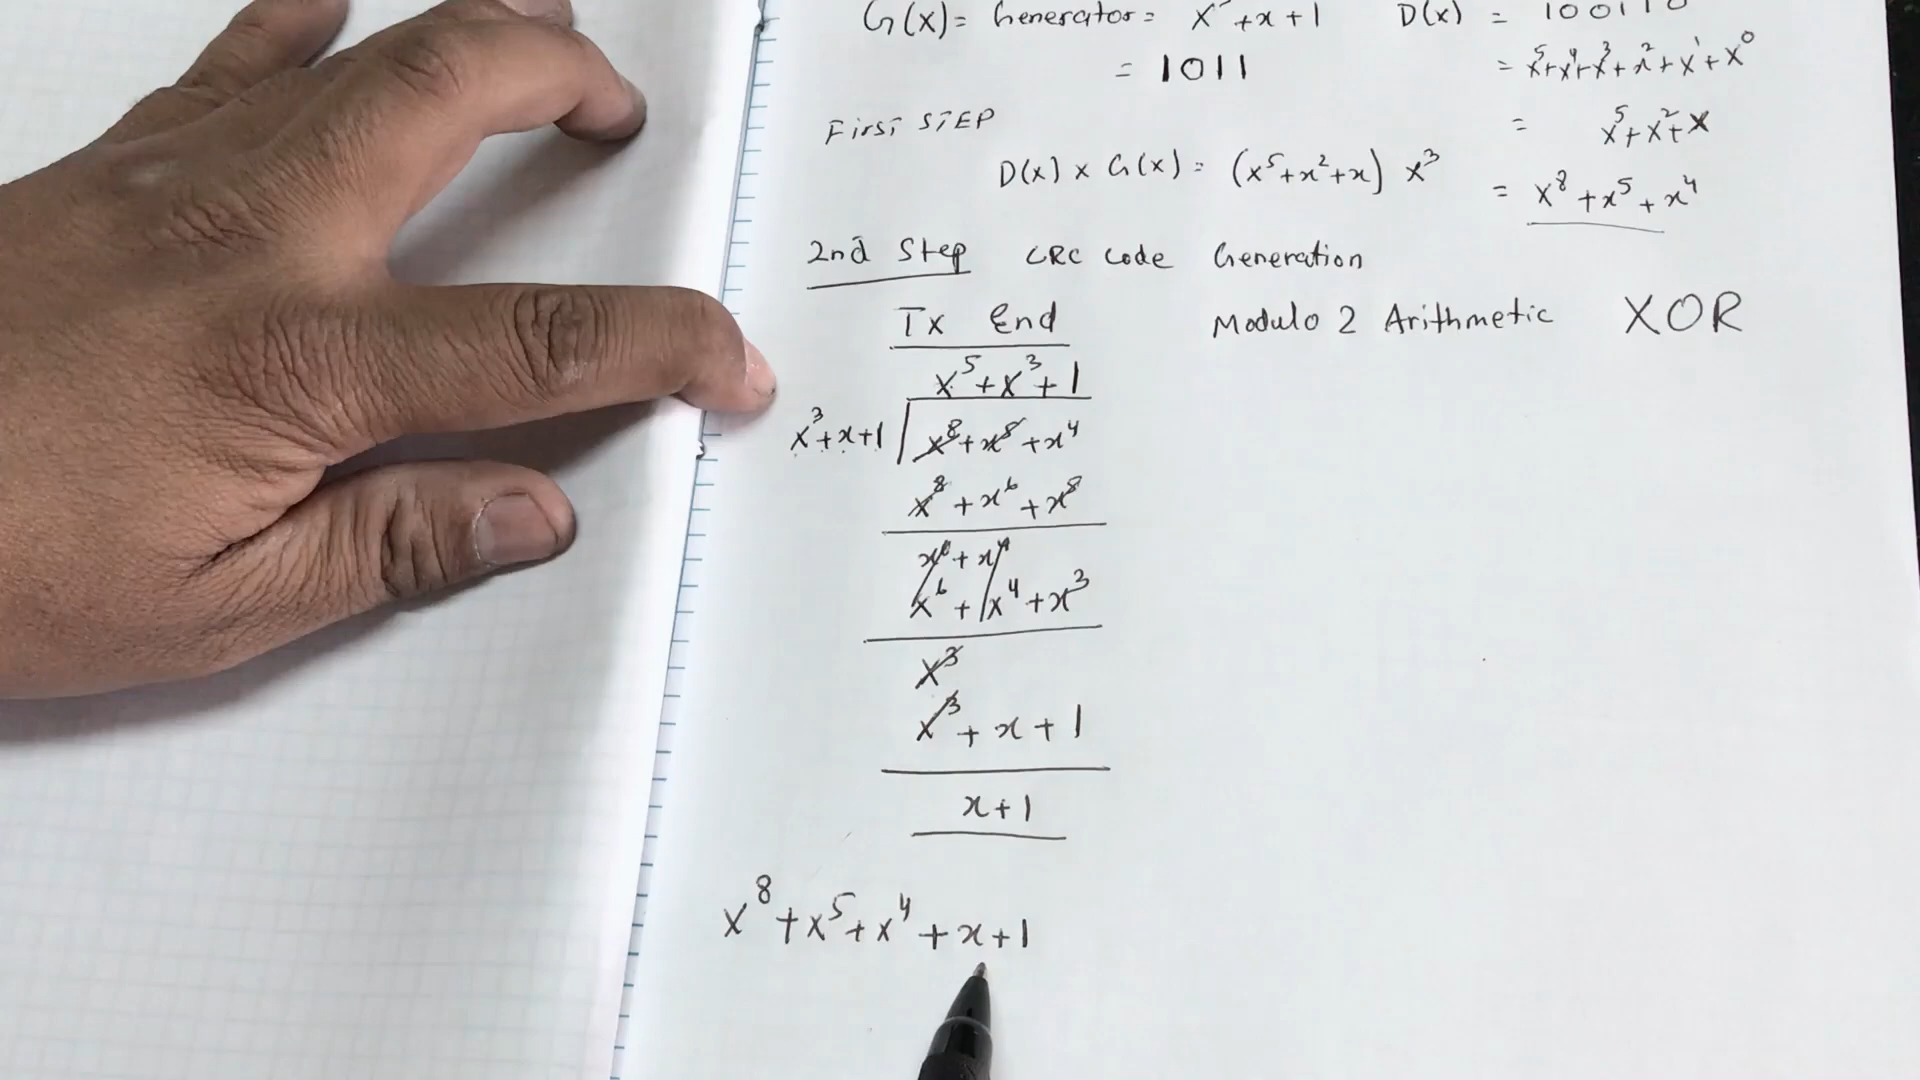 G(x) = Generator = x³ + x + 1 D(x) = 100110
= 1011 = x⁵+x⁴+x³+x²+x¹+x⁰
FIRST STEP = x⁵+x²+x
D(x) x G(x) = (x⁵+x²+x) x³ = x⁸+x⁵+x⁴
2nd Step CRC Code Generation
Tx End Modulo 2 Arithmetic XOR
x⁵+x³+1
x³+x+1 x⁸+x⁵+x⁴
x⁸+x⁶+x⁵
x⁶+x⁴
x⁶+x⁴+x³
x³
x³+x+1
x+1
x⁸+x⁵+x⁴+x+1